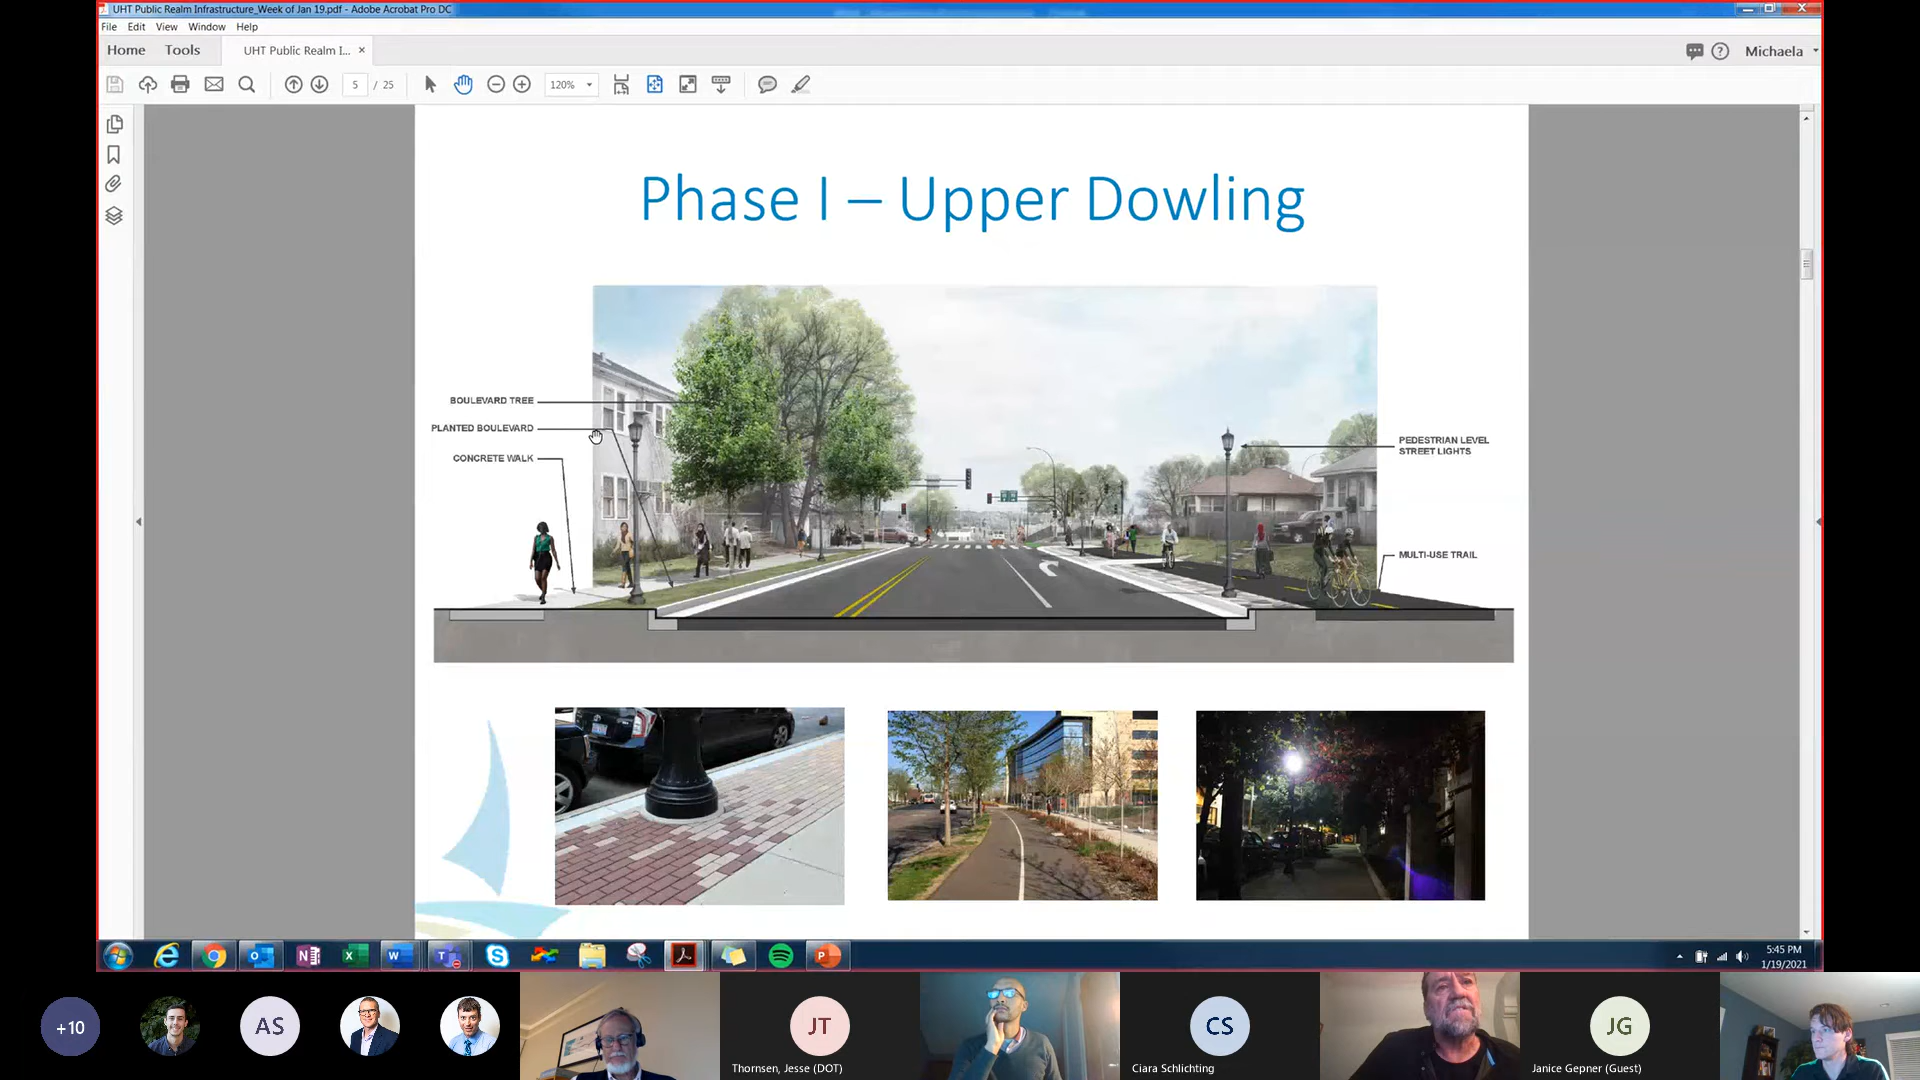 UHT Public Realm Infrastructure_Week of Jan 19.pdf - Adobe Acrobat Pro DC
File Edit View Window Help
Home Tools UHT Public Realm I... × Michaela
5 / 25 120%
Phase I – Upper Dowling
BOULEVARD TREE
PLANTED BOULEVARD
CONCRETE WALK
PEDESTRIAN LEVEL
STREET LIGHTS
MULTI-USE TRAIL
5:45 PM
1/19/2021
+10
AS
JT
CS
JG
Thornsen, Jesse (DOT)
Ciara Schlichting
Janice Gepner (Guest)